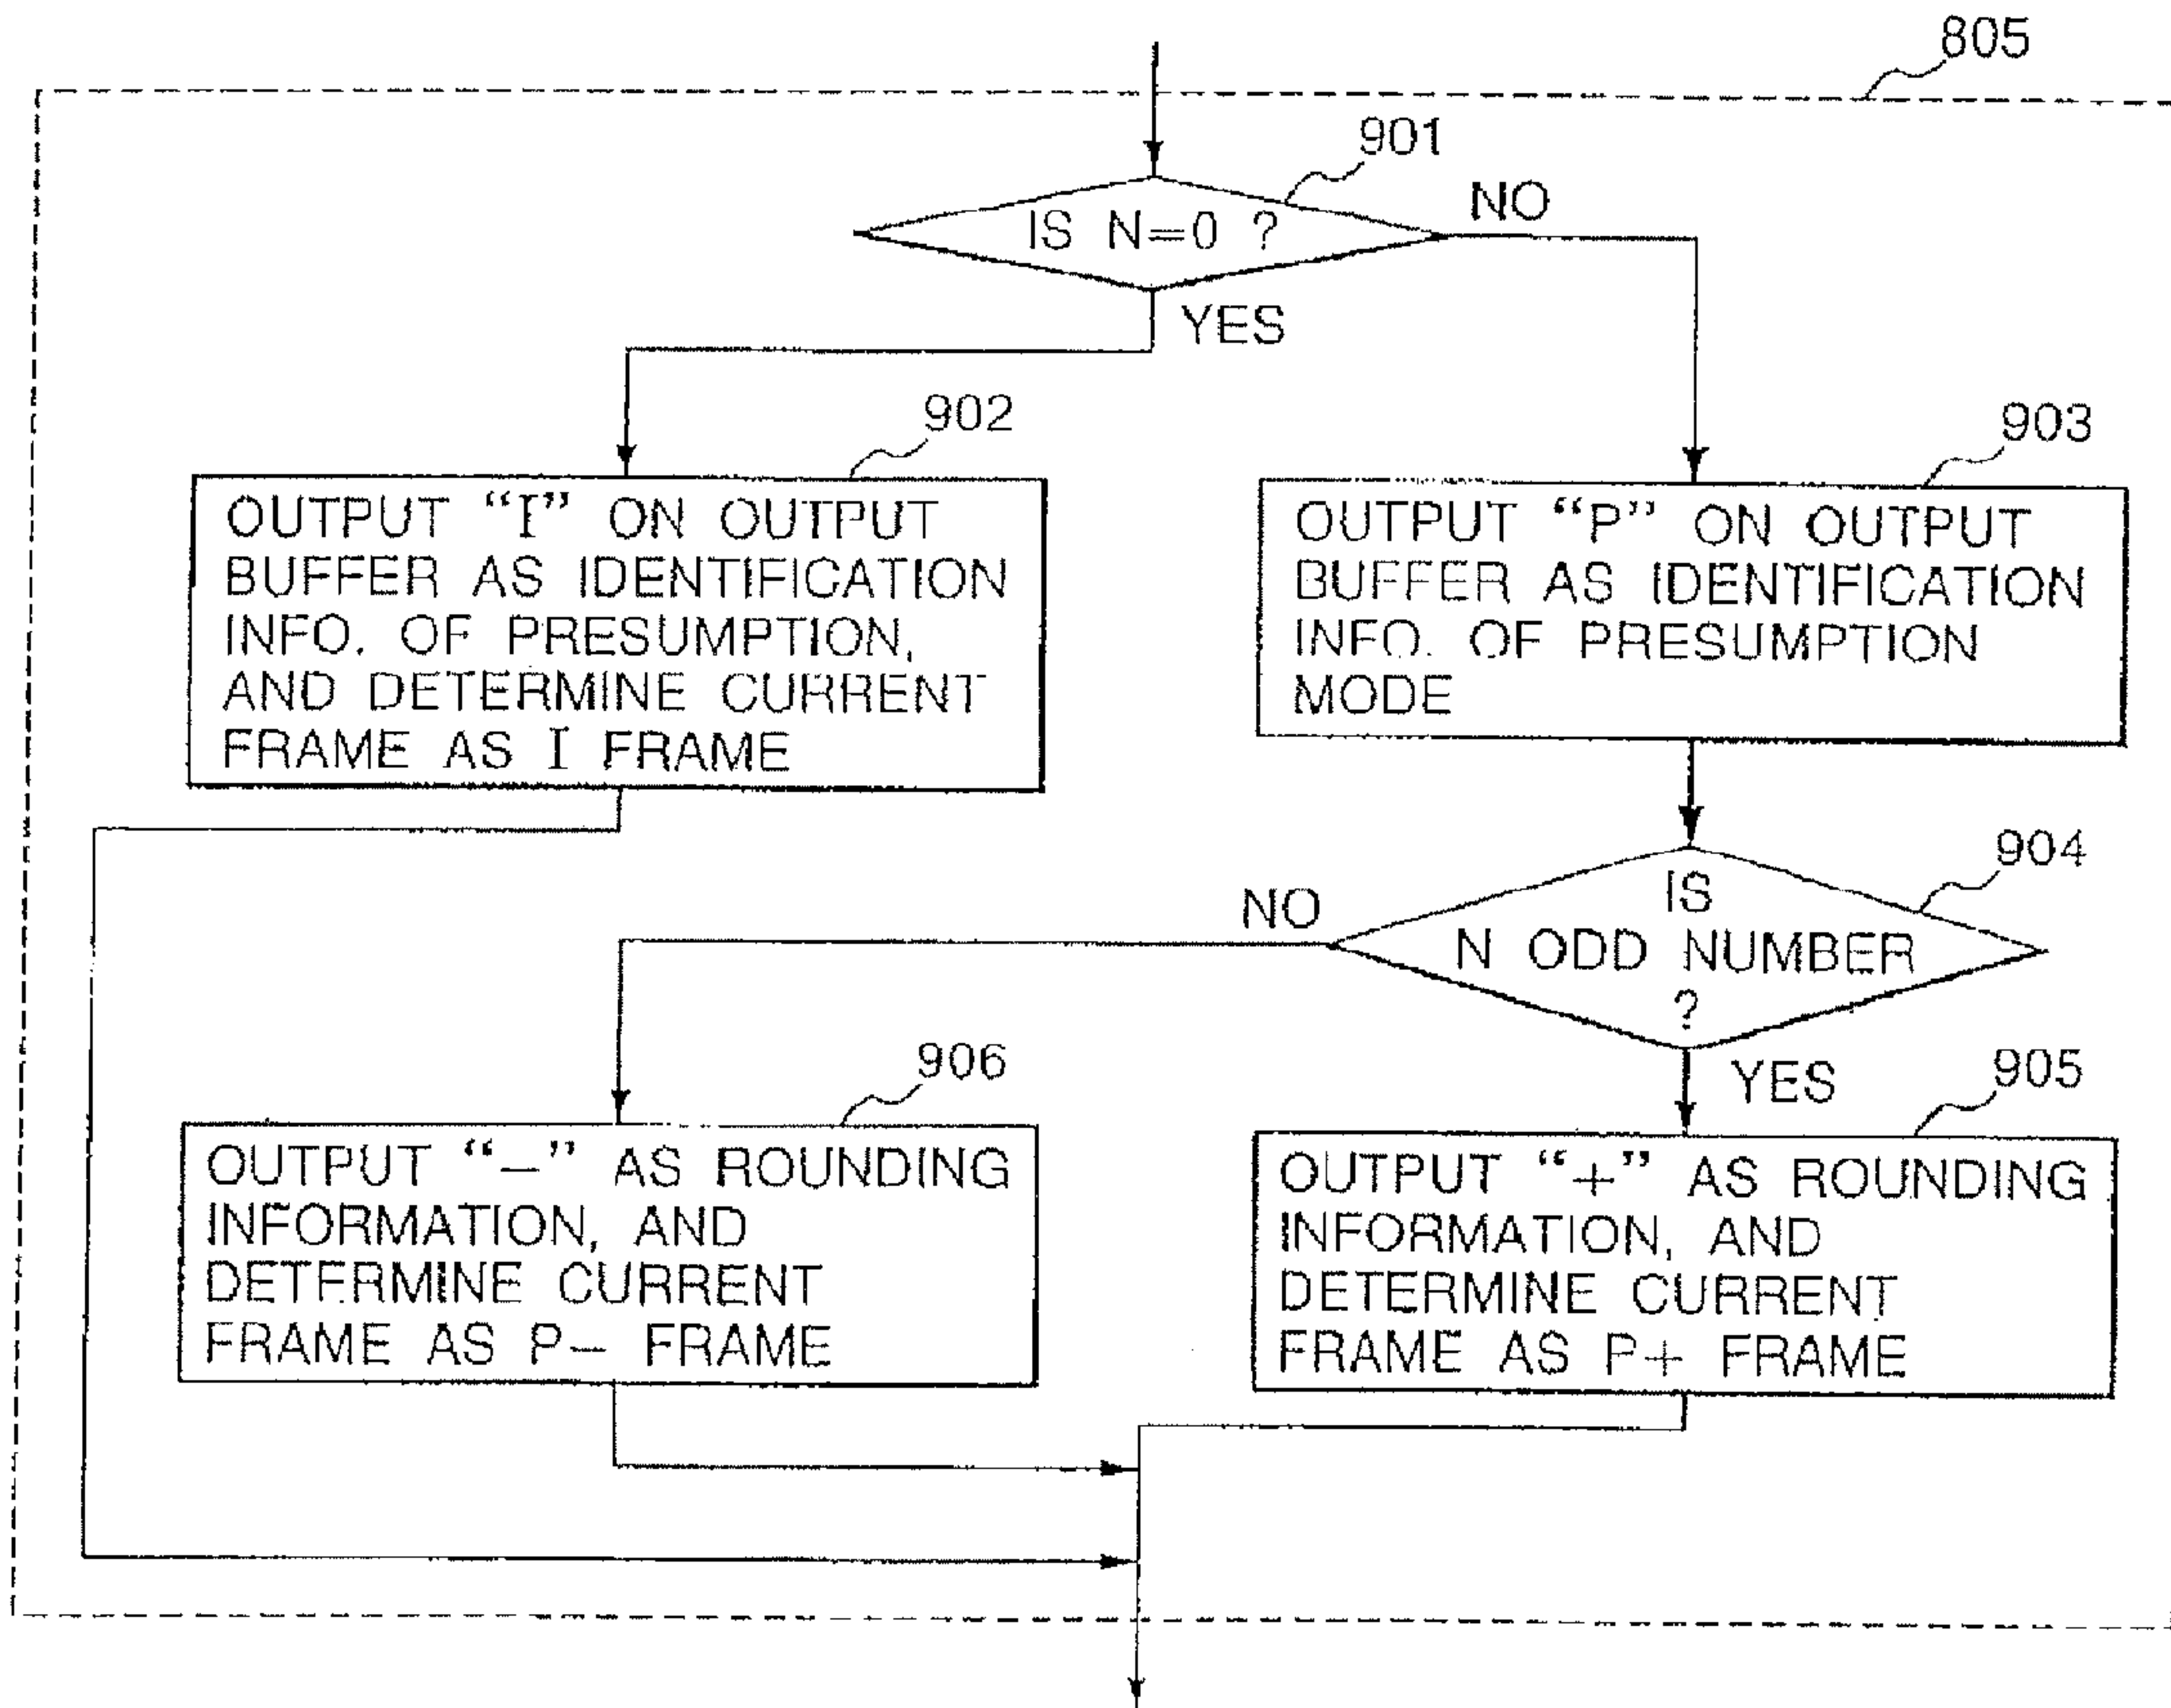 805
901
IS N=0 ?
NO
YES
902
OUTPUT “I” ON OUTPUT
BUFFER AS IDENTIFICATION
INFO. OF PRESUMPTION,
AND DETERMINE CURRENT
FRAME AS I FRAME
903
OUTPUT “P” ON OUTPUT
BUFFER AS IDENTIFICATION
INFO. OF PRESUMPTION
MODE
904
IS
N ODD NUMBER
?
NO
YES
906
OUTPUT “−” AS ROUNDING
INFORMATION, AND
DETERMINE CURRENT
FRAME AS P− FRAME
905
OUTPUT “+” AS ROUNDING
INFORMATION, AND
DETERMINE CURRENT
FRAME AS P+ FRAME